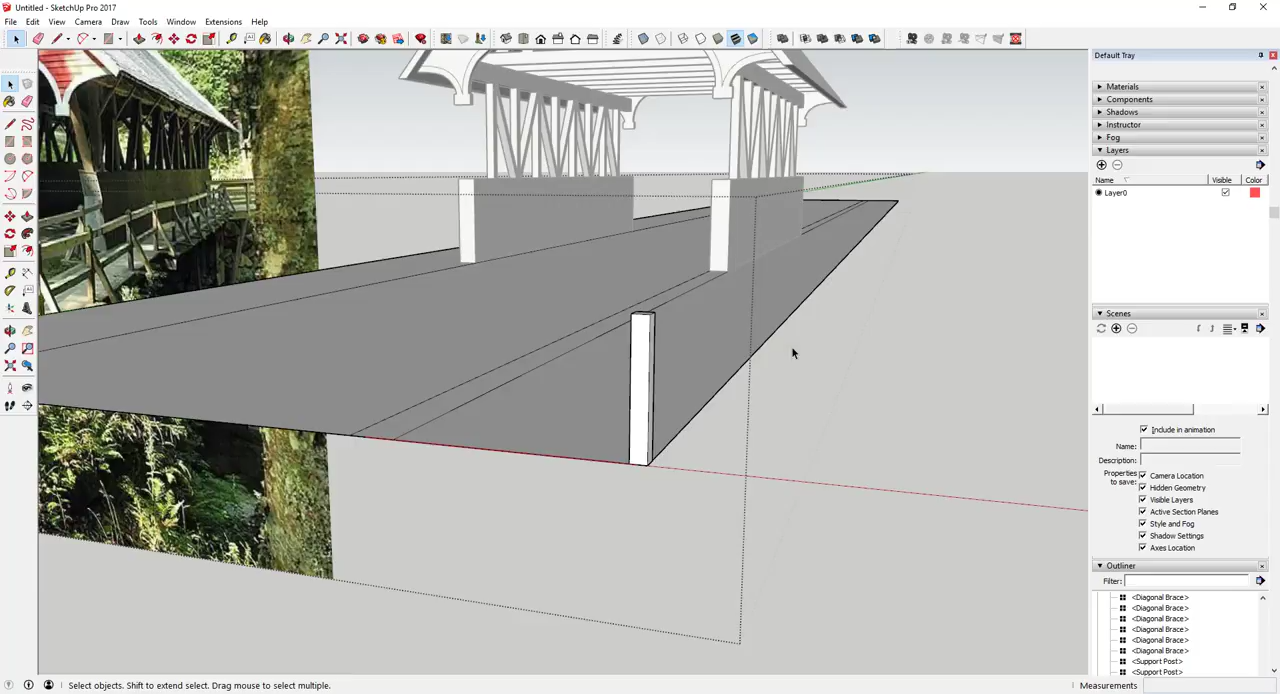 Untitled - SketchUp Pro 2017
File Edit View Camera Draw Tools Window Extensions Help
Default Tray
Materials
Components
Shadows
Instructor
Fog
Layers
Name Visible Color
Layer0
Scenes
Include in animation
Name:
Description:
Properties to save:
Camera Location
Hidden Geometry
Visible Layers
Active Section Planes
Style and Fog
Shadow Settings
Axes Location
Outliner
Filter:
<Diagonal Brace>
<Diagonal Brace>
<Diagonal Brace>
<Diagonal Brace>
<Diagonal Brace>
<Diagonal Brace>
<Support Post>
<Support Post>
Select objects. Shift to extend select. Drag mouse to select multiple.
Measurements